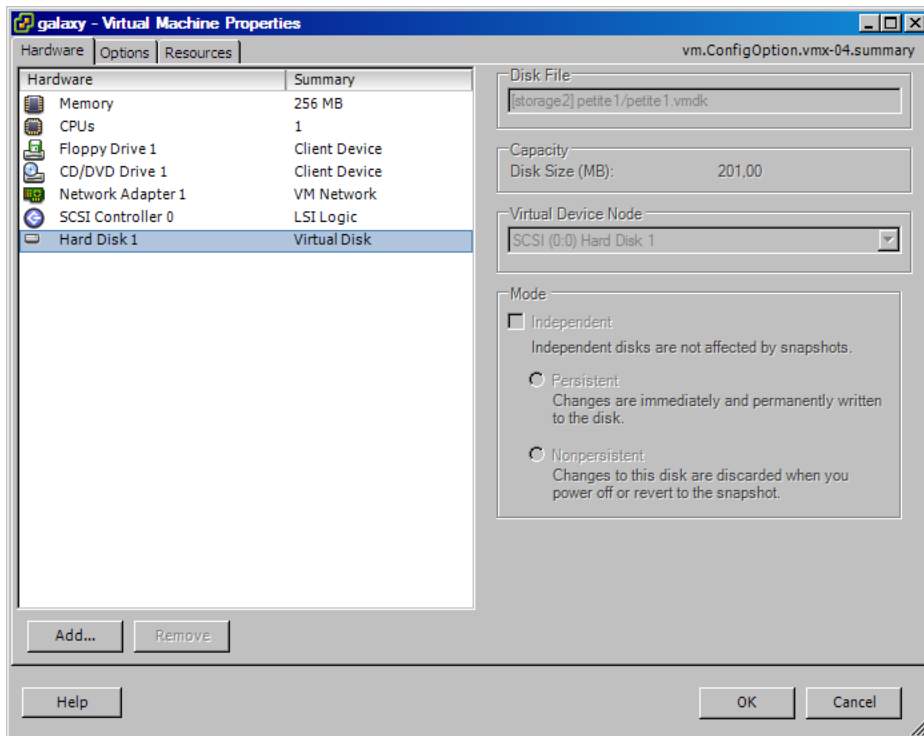 galaxy - Virtual Machine Properties
Hardware Options Resources
vm.ConfigOption.vmx-04.summary
Hardware Summary
Memory 256 MB
CPUs 1
Floppy Drive 1 Client Device
CD/DVD Drive 1 Client Device
Network Adapter 1 VM Network
SCSI Controller 0 LSI Logic
Hard Disk 1 Virtual Disk
Add... Remove
Disk File
[storage2] petite1/petite1.vmdk
Capacity
Disk Size (MB): 201,00
Virtual Device Node
SCSI (0:0) Hard Disk 1
Mode
Independent
Independent disks are not affected by snapshots.
Persistent
Changes are immediately and permanently written
to the disk.
Nonpersistent
Changes to this disk are discarded when you
power off or revert to the snapshot.
Help OK Cancel